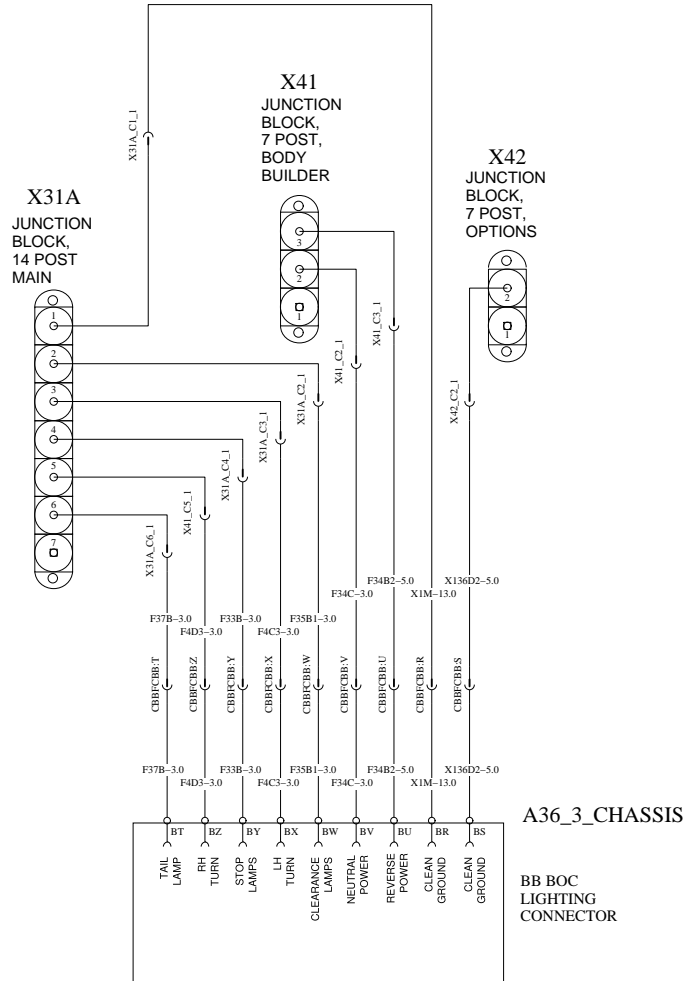 X31A_C1_1
X41
JUNCTION
BLOCK,
7 POST,
BODY
BUILDER
X42
JUNCTION
BLOCK,
7 POST,
OPTIONS
X31A
JUNCTION
BLOCK,
14 POST
MAIN
3
2
1
2
1
1
2
3
4
5
6
7
X41_C3_1
X41_C2_1
X42_C2_1
X31A_C2_1
X31A_C3_1
X31A_C4_1
X41_C5_1
X31A_C6_1
F34B2–5.0
X136D2–5.0
F34C–3.0
X1M–13.0
F37B–3.0
F33B–3.0
F35B1–3.0
F4D3–3.0
F4C3–3.0
CBBFCBB:T
CBBFCBB:Z
CBBFCBB:Y
CBBFCBB:X
CBBFCBB:W
CBBFCBB:V
CBBFCBB:U
CBBFCBB:R
CBBFCBB:S
F37B–3.0
F33B–3.0
F35B1–3.0
F34B2–5.0
X136D2–5.0
F4D3–3.0
F4C3–3.0
F34C–3.0
X1M–13.0
A36_3_CHASSIS
BT
BZ
BY
BX
BW
BV
BU
BR
BS
TAIL
LAMP
RH
TURN
STOP
LAMPS
LH
TURN
CLEARANCE
LAMPS
NEUTRAL
POWER
REVERSE
POWER
CLEAN
GROUND
CLEAN
GROUND
BB BOC
LIGHTING
CONNECTOR